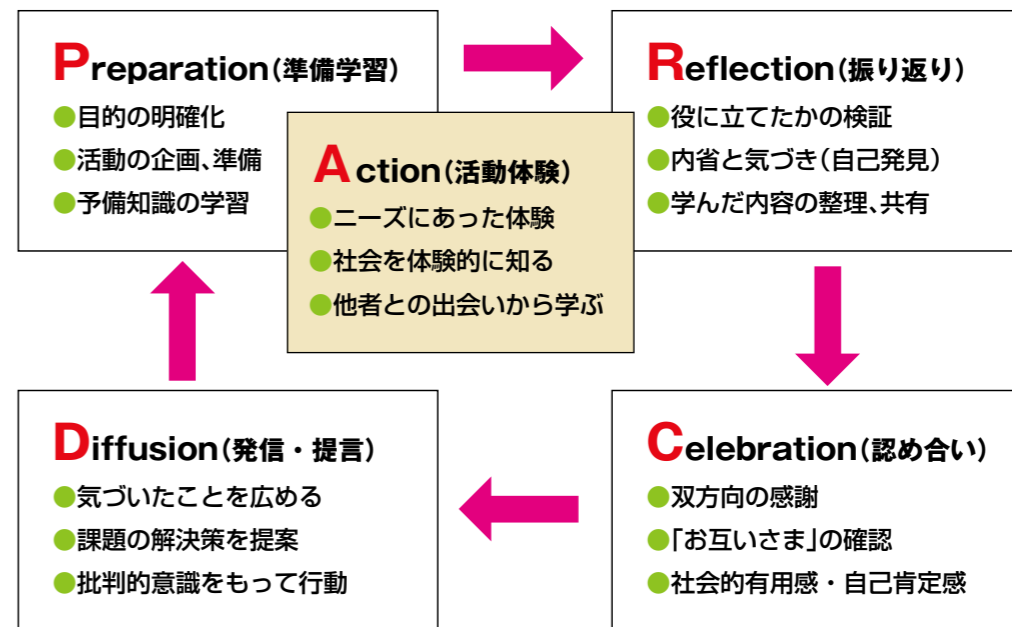 Preparation(準備学習)
●目的の明確化
●活動の企画、準備
●予備知識の学習
Action(活動体験)
●ニーズにあった体験
●社会を体験的に知る
●他者との出会いから学ぶ
Reflection(振り返り)
●役に立てたかの検証
●内省と気づき(自己発見)
●学んだ内容の整理、共有
Celebration(認め合い)
●双方向の感謝
●「お互いさま」の確認
●社会的有用感・自己肯定感
Diffusion(発信・提言)
●気づいたことを広める
●課題の解決策を提案
●批判的意識をもって行動